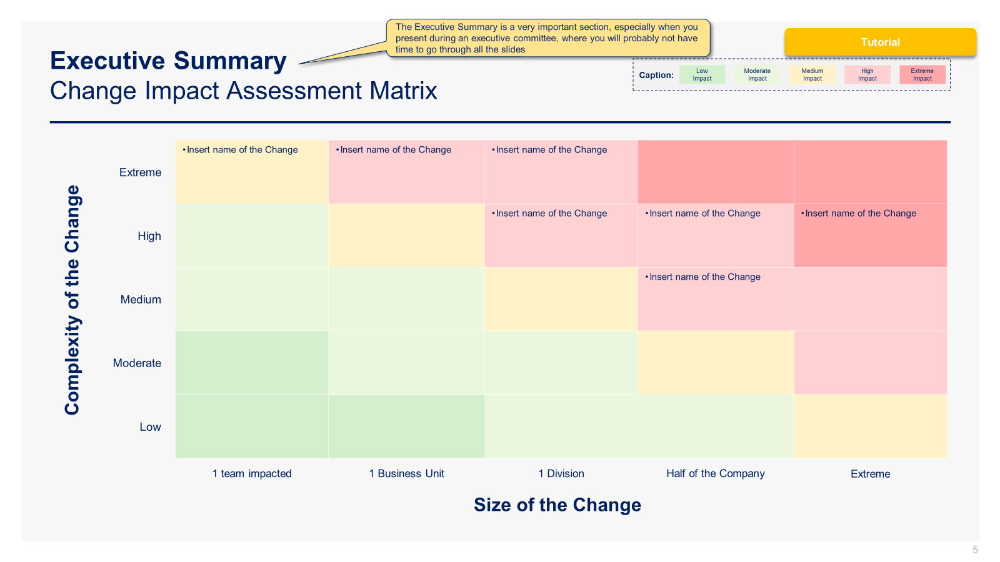 The Executive Summary is a very important section, especially when you
present during an executive committee, where you will probably not have
time to go through all the slides
Tutorial
Executive Summary
Change Impact Assessment Matrix
Caption:
Low
Impact
Moderate
Impact
Medium
Impact
High
Impact
Extreme
Impact
Complexity of the Change
Extreme
•Insert name of the Change
•Insert name of the Change
•Insert name of the Change
High
•Insert name of the Change
•Insert name of the Change
•Insert name of the Change
Medium
•Insert name of the Change
Moderate
Low
1 team impacted
1 Business Unit
1 Division
Half of the Company
Extreme
Size of the Change
5